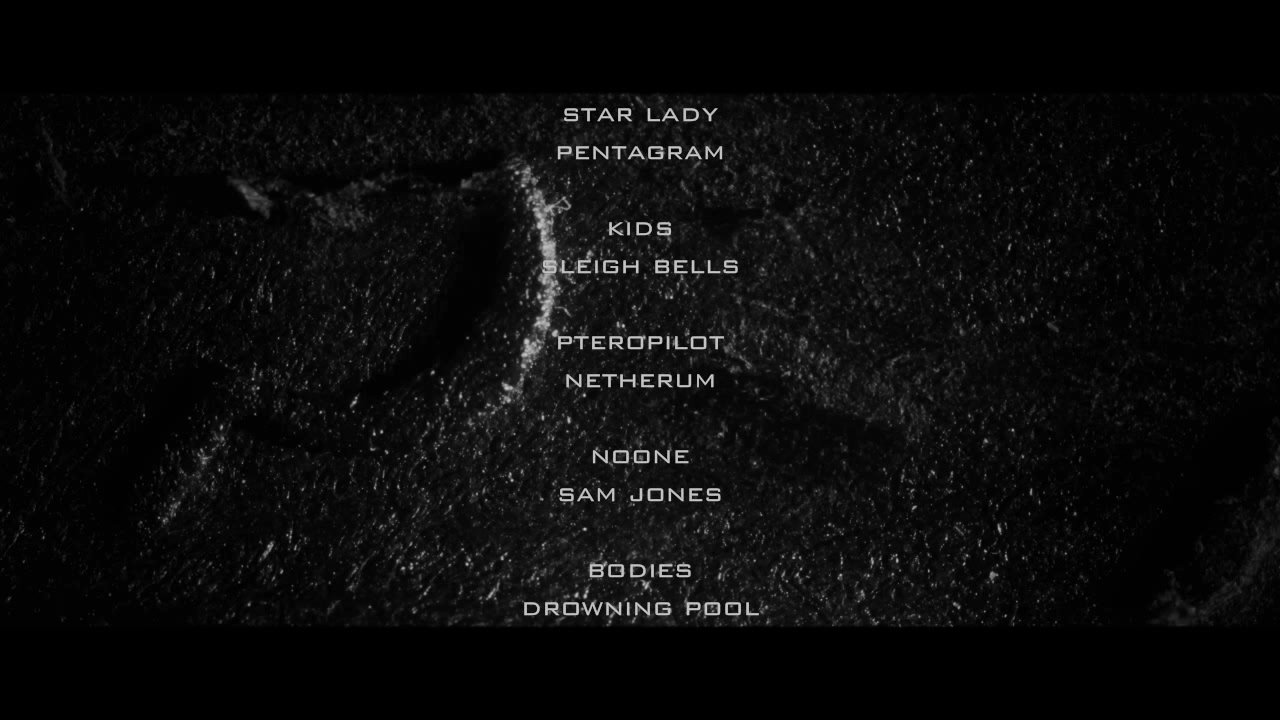 STAR LADY
PENTAGRAM
KIDS
SLEIGH BELLS
PTEROPILOT
NETHERUM
NOONE
SAM JONES
BODIES
DROWNING POOL